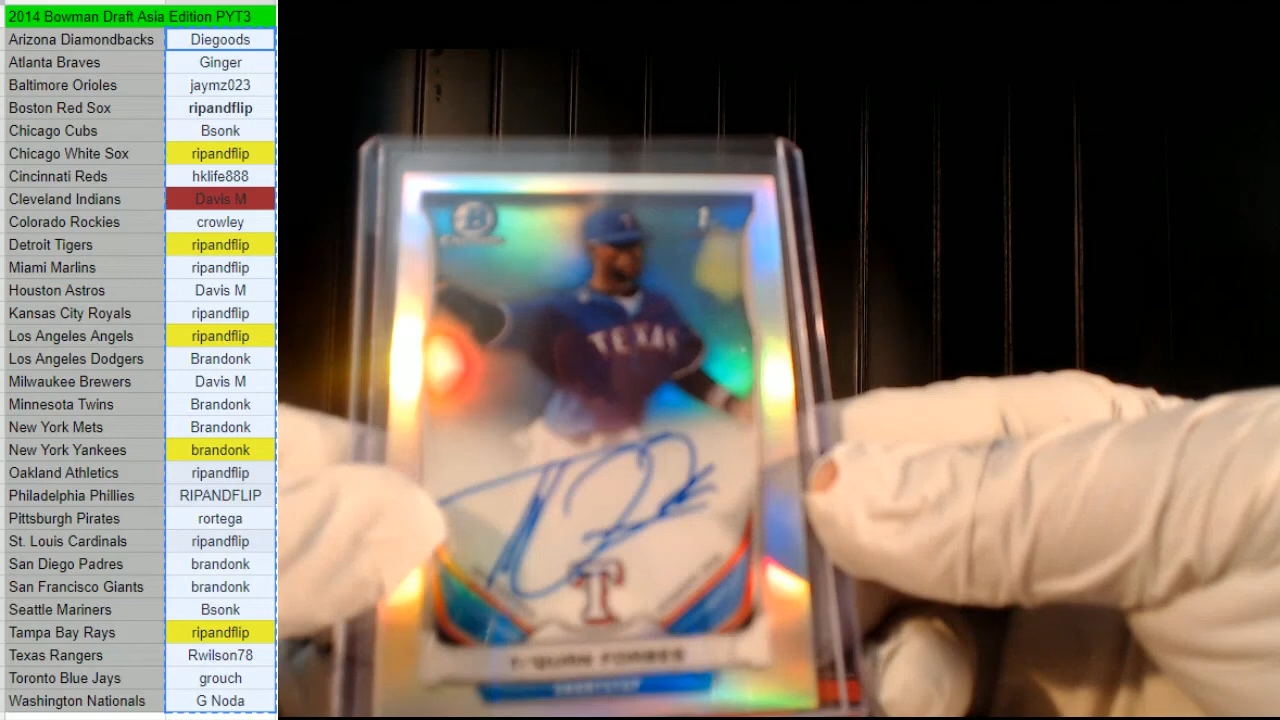 2014 Bowman Draft Asia Edition PYT3
Arizona Diamondbacks Diegoods
Atlanta Braves Ginger
Baltimore Orioles jaymz023
Boston Red Sox ripandflip
Chicago Cubs Bsonk
Chicago White Sox ripandflip
Cincinnati Reds hklife888
Cleveland Indians Davis M
Colorado Rockies crowley
Detroit Tigers ripandflip
Miami Marlins ripandflip
Houston Astros Davis M
Kansas City Royals ripandflip
Los Angeles Angels ripandflip
Los Angeles Dodgers Brandonk
Milwaukee Brewers Davis M
Minnesota Twins Brandonk
New York Mets Brandonk
New York Yankees brandonk
Oakland Athletics ripandflip
Philadelphia Phillies RIPANDFLIP
Pittsburgh Pirates rortega
St. Louis Cardinals ripandflip
San Diego Padres brandonk
San Francisco Giants brandonk
Seattle Mariners Bsonk
Tampa Bay Rays ripandflip
Texas Rangers Rwilson78
Toronto Blue Jays grouch
Washington Nationals G Noda
TEXAS
T
TI'QUAN FORBES
SHORTSTOP